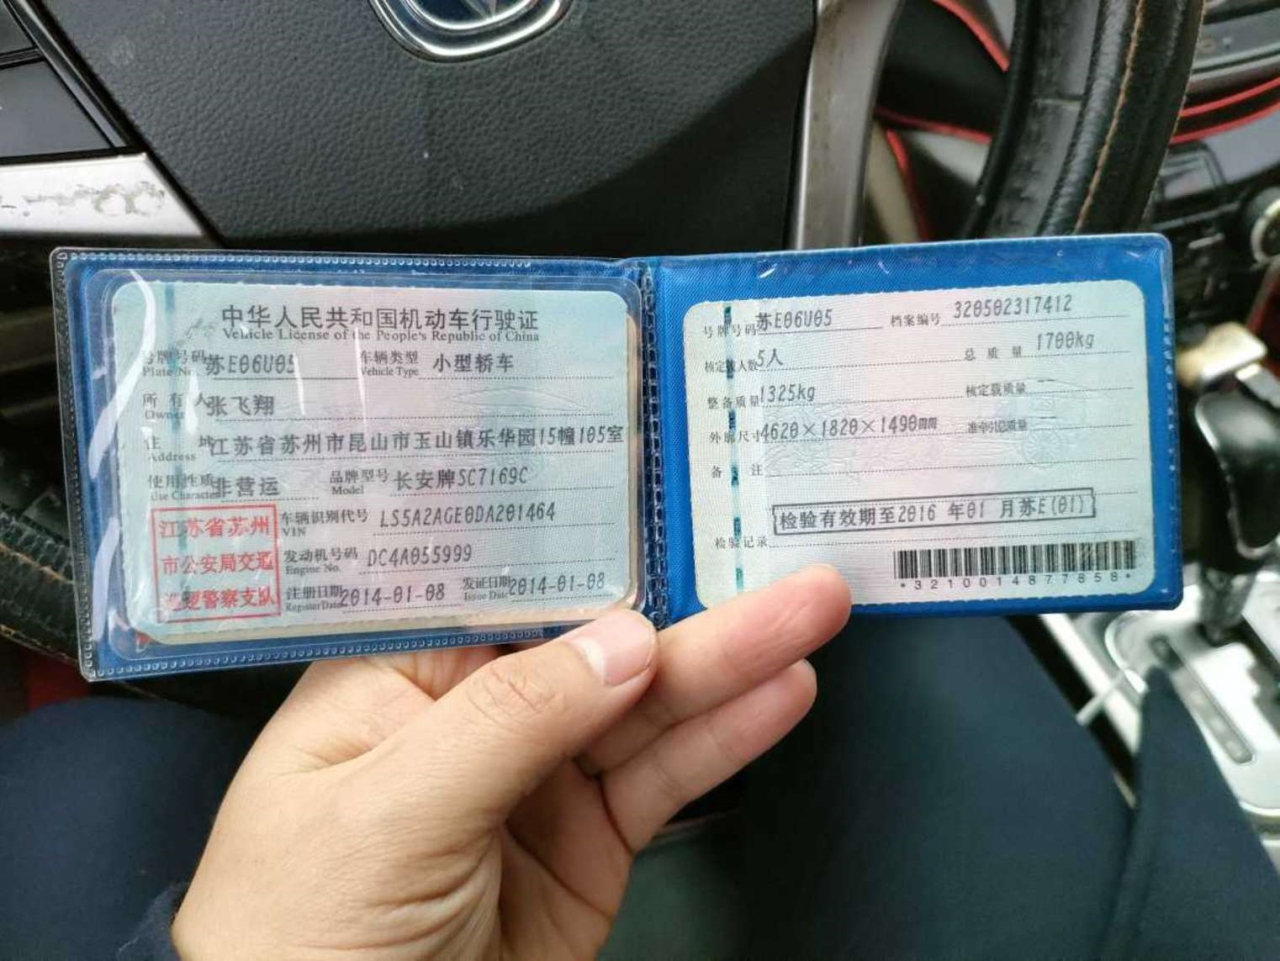 中华人民共和国机动车行驶证
Vehicle License of the People's Republic of China
号牌号码 苏E06U05 车辆类型 小型轿车
Plate No. Vehicle Type
所有人 张飞翔
Owner
住址 江苏省苏州市昆山市玉山镇乐华园15幢105室
Address
使用性质 非营运 品牌型号 长安牌SC7169C
Use Character Model
江苏省苏州
市公安局交通
巡逻警察支队
车辆识别代号 LS5A2AGE0DA201464
VIN
发动机号码 DC4A055999
Engine No.
注册日期 2014-01-08 发证日期 2014-01-08
Register Date Issue Date
号牌号码 苏E06U05 档案编号 320502317412
核定载人数 5人 总质量 1700kg
整备质量 1325kg 核定载质量
外廓尺寸 4620×1820×1490mm 准牵引总质量
备注
检验有效期至2016年01月苏E(01)
检验记录
*3210014877858*